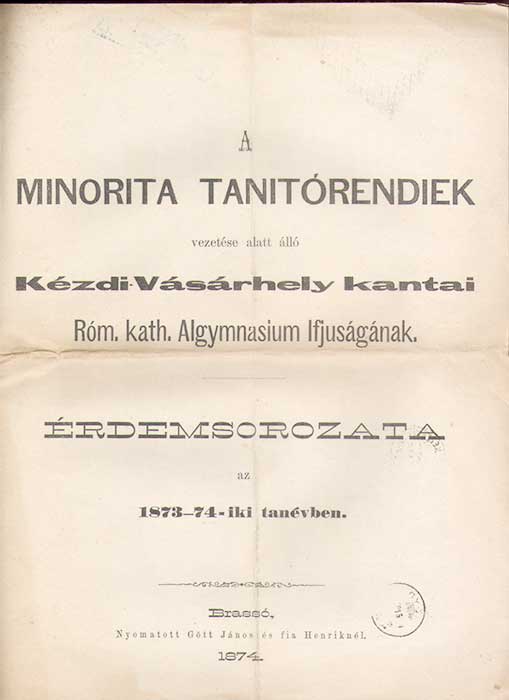 A
MINORITA TANITÓRENDIEK
vezetése alatt álló
Kézdi-Vásárhely kantai
Róm. kath. Algymnasium Ifjuságának.
ÉRDEMSOROZATA
az
1873–74-iki tanévben.
Brassó,
Nyomatott Gött János és fia Henriknél.
1874.